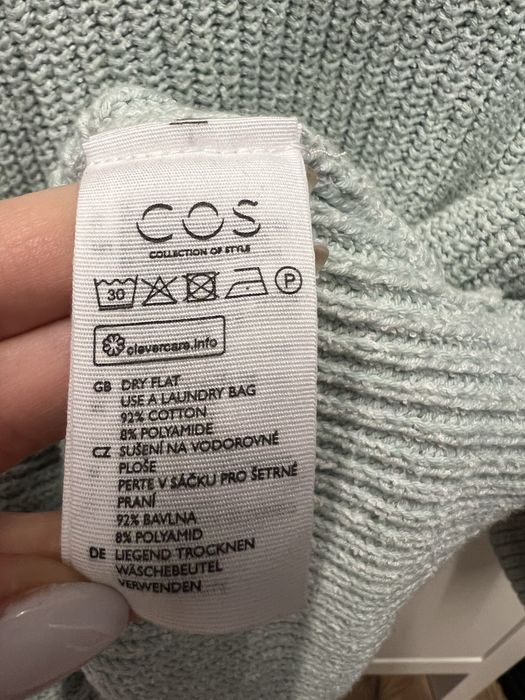 COS
COLLECTION OF STYLE
30 P
clevercare.info
GB DRY FLAT
USE A LAUNDRY BAG
92% COTTON
8% POLYAMIDE
CZ SUŠENÍ NA VODOROVNÉ
PLOŠE
PERTE V SÁČKU PRO ŠETRNÉ
PRANÍ
92% BAVLNA
8% POLYAMID
DE LIEGEND TROCKNEN
WÄSCHEBEUTEL
VERWENDEN